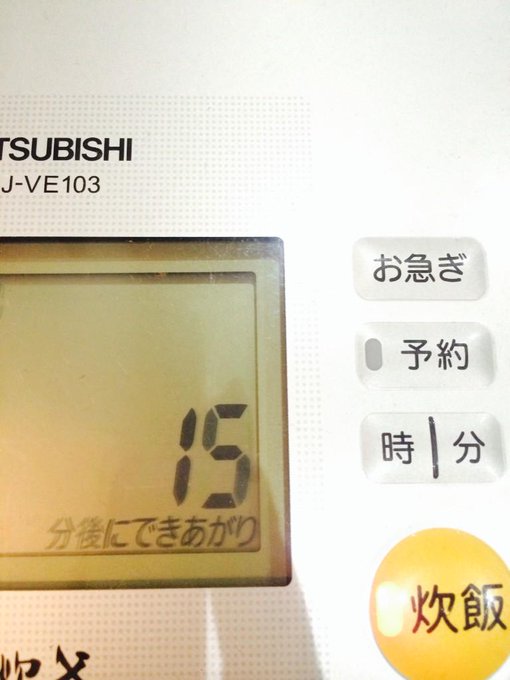 TSUBISHI
J-VE103
お急ぎ
予約
時 分
15
分後にできあがり
炊飯